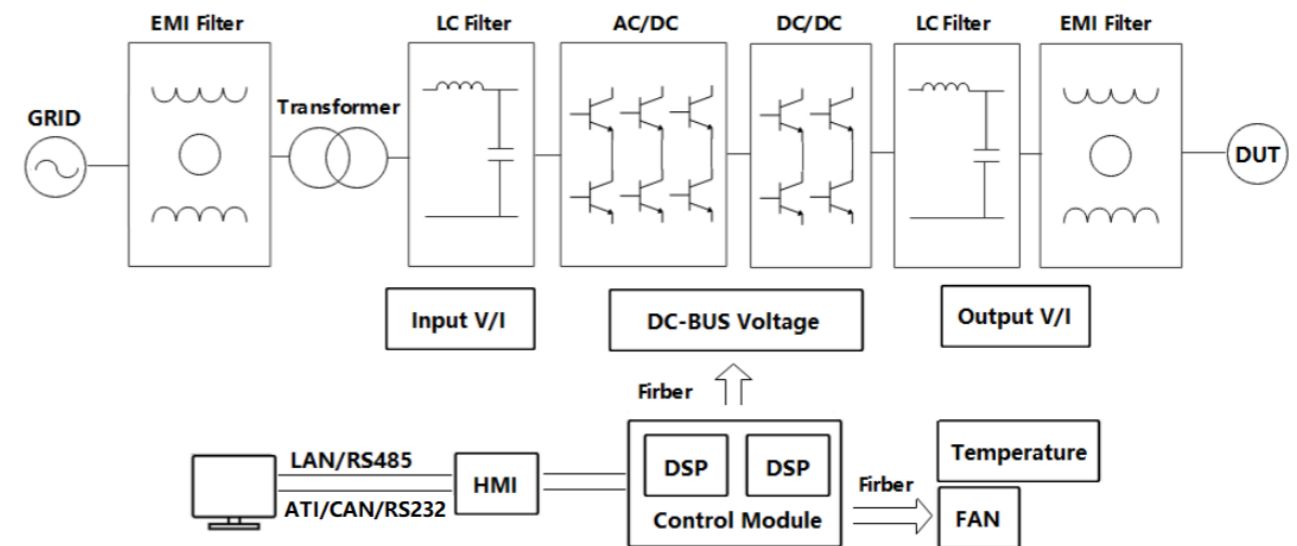 EMI Filter
LC Filter
AC/DC
DC/DC
LC Filter
EMI Filter
Transformer
GRID
DUT
Input V/I
DC-BUS Voltage
Output V/I
Firber
LAN/RS485
ATI/CAN/RS232
HMI
DSP
DSP
Control Module
Firber
Temperature
FAN